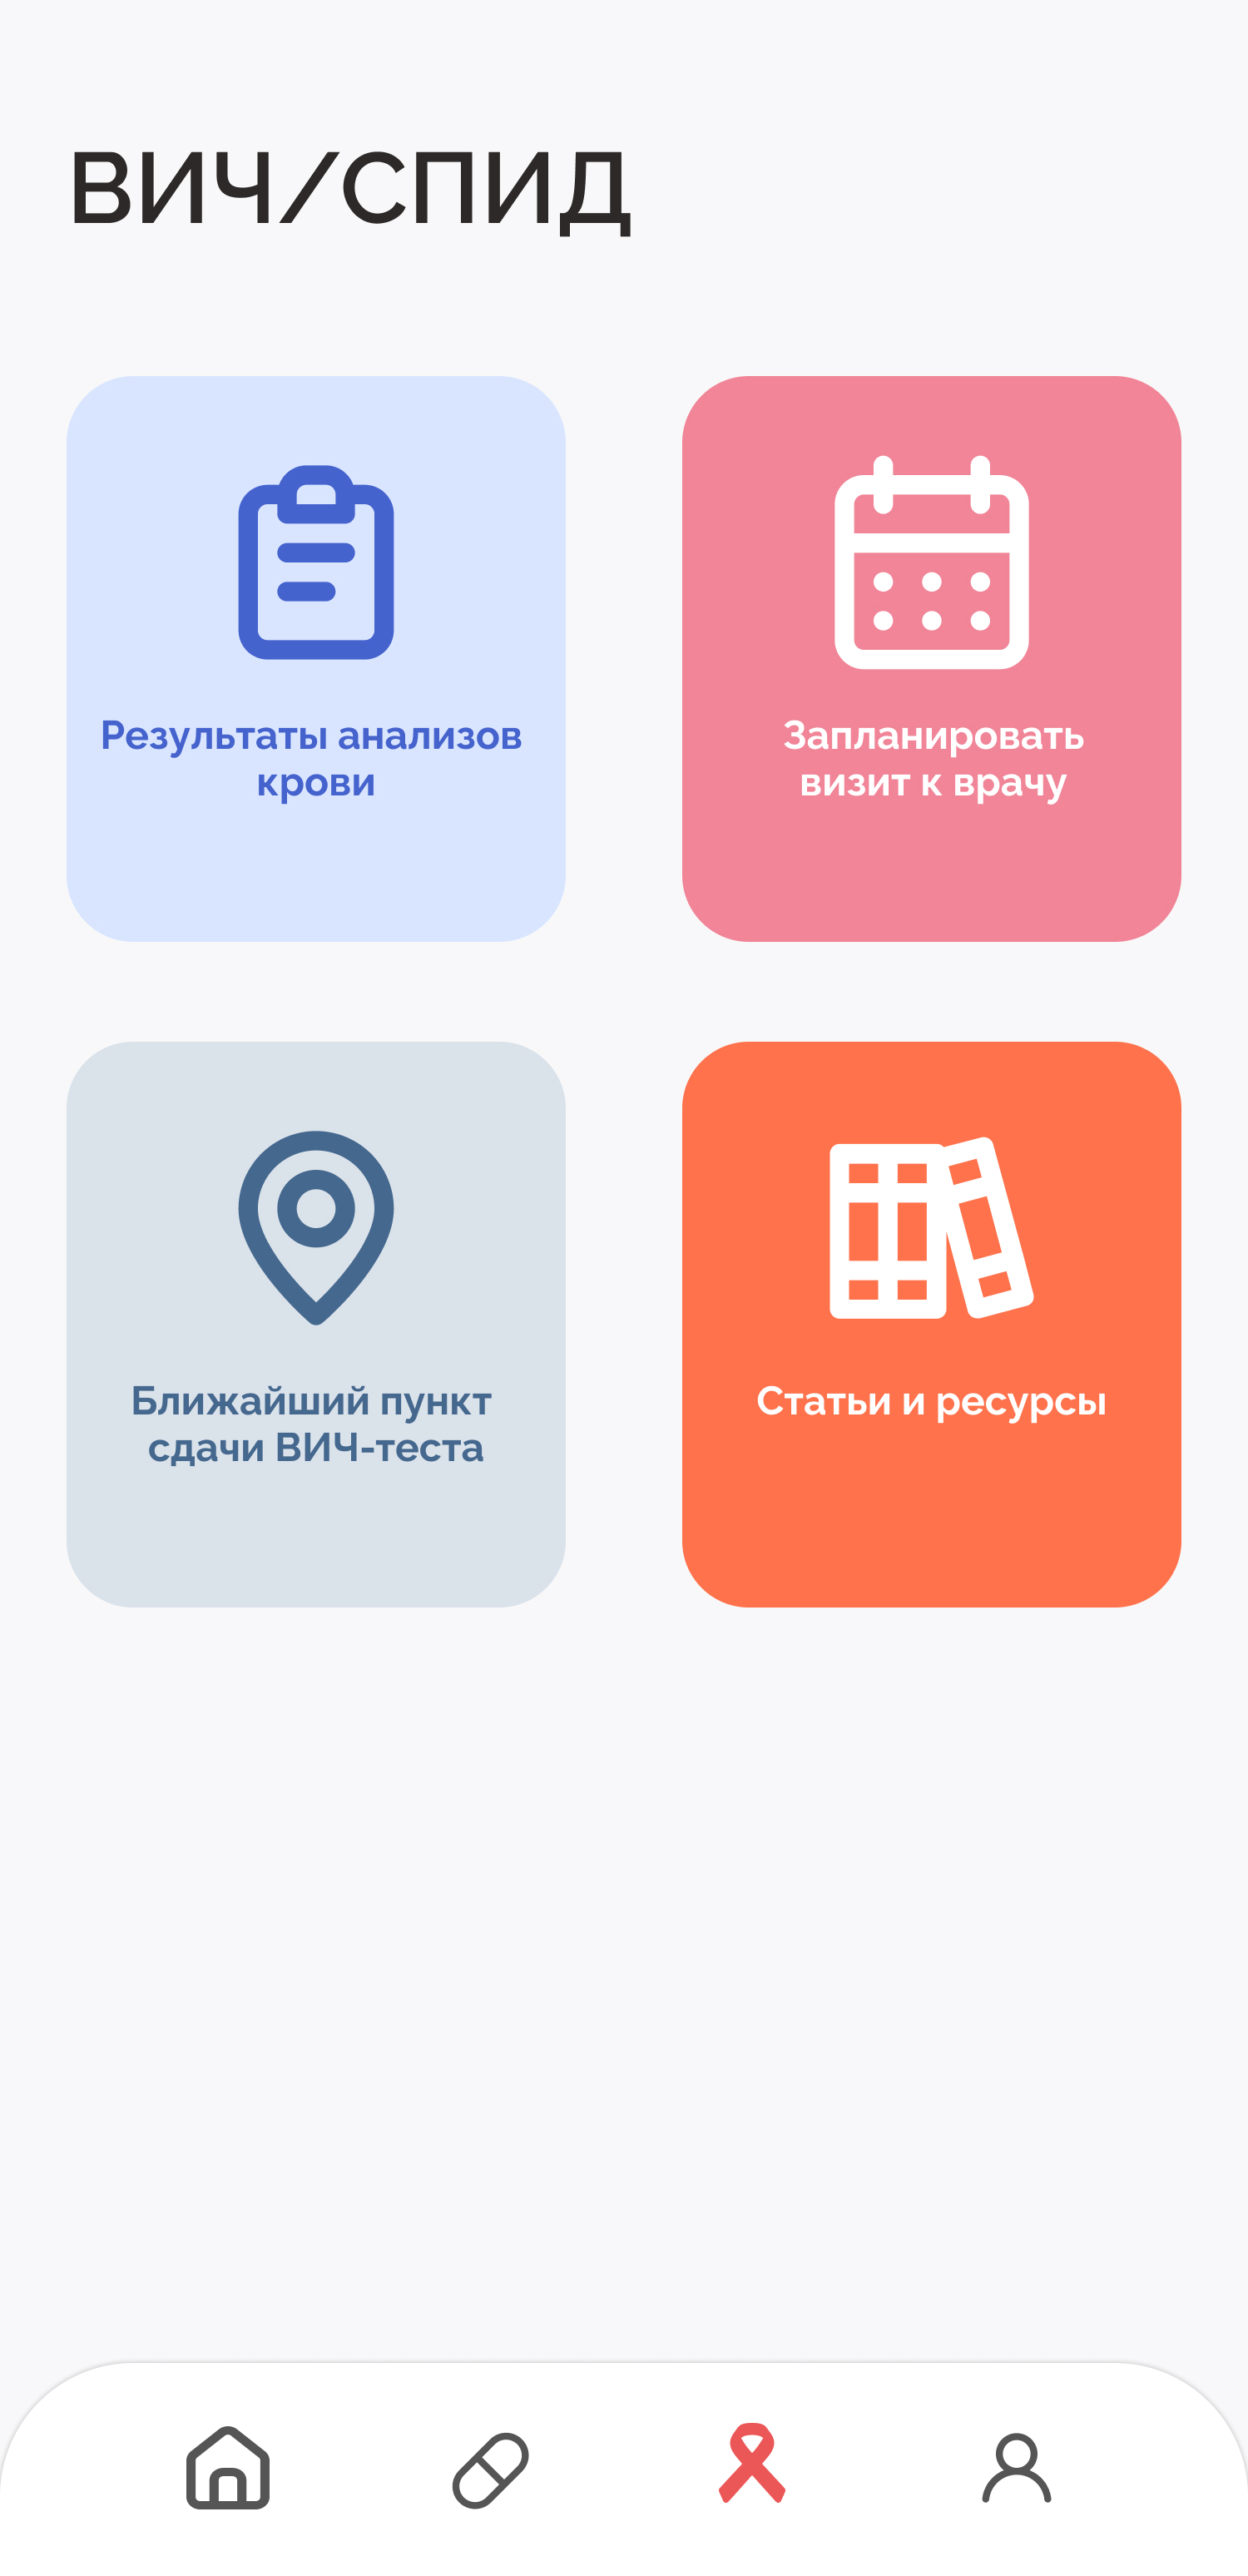 ВИЧ/СПИД
Результаты анализов
крови
Запланировать
визит к врачу
Ближайший пункт
сдачи ВИЧ-теста
Статьи и ресурсы